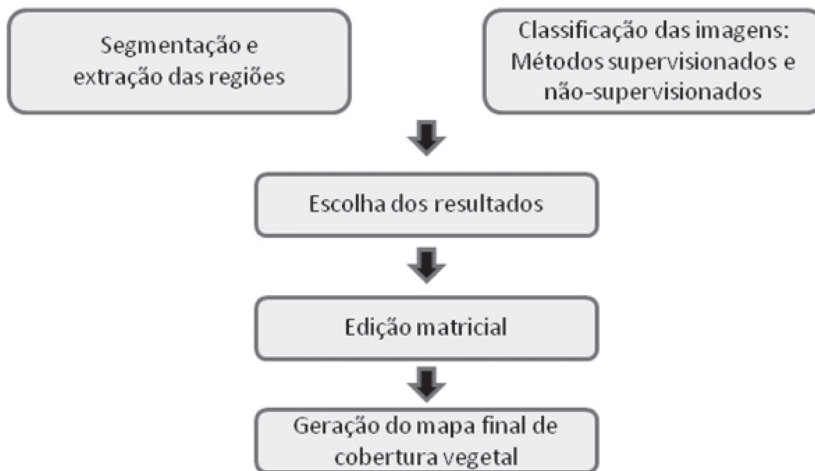 Segmentação e
extração das regiões
Classificação das imagens:
Métodos supervisionados e
não-supervisionados
Escolha dos resultados
Edição matricial
Geração do mapa final de
cobertura vegetal